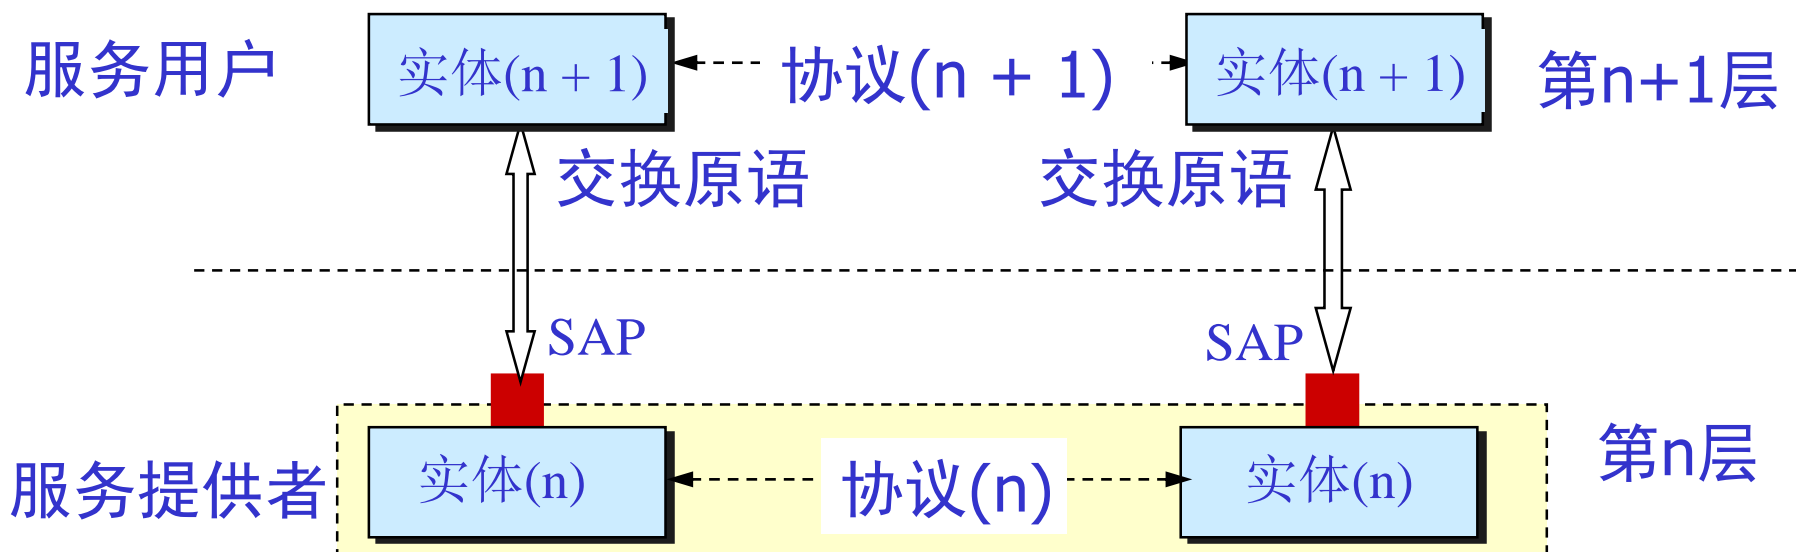 服务用户
实体(n + 1)
协议(n + 1)
实体(n + 1)
第n+1层
交换原语
交换原语
SAP
SAP
服务提供者
实体(n)
协议(n)
实体(n)
第n层